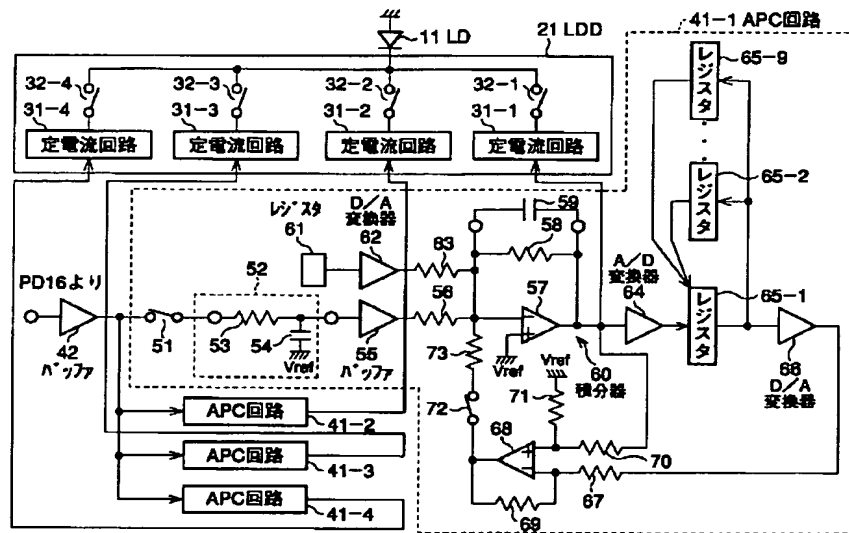 11 LD
21 LDD
41-1 APC回路
32-4
32-3
32-2
32-1
31-4
31-3
31-2
31-1
定電流回路
定電流回路
定電流回路
定電流回路
レジスタ
65-9
レジスタ
65-2
レジスタ
65-1
レジスタ
61
D/A
変換器
62
63
59
58
A/D
変換器
64
PD16より
42
バッファ
51
52
53
54
Vref
55
バッファ
56
57
Vref
60
積分器
66
D/A
変換器
73
72
Vref
71
68
70
67
69
APC回路
41-2
APC回路
41-3
APC回路
41-4